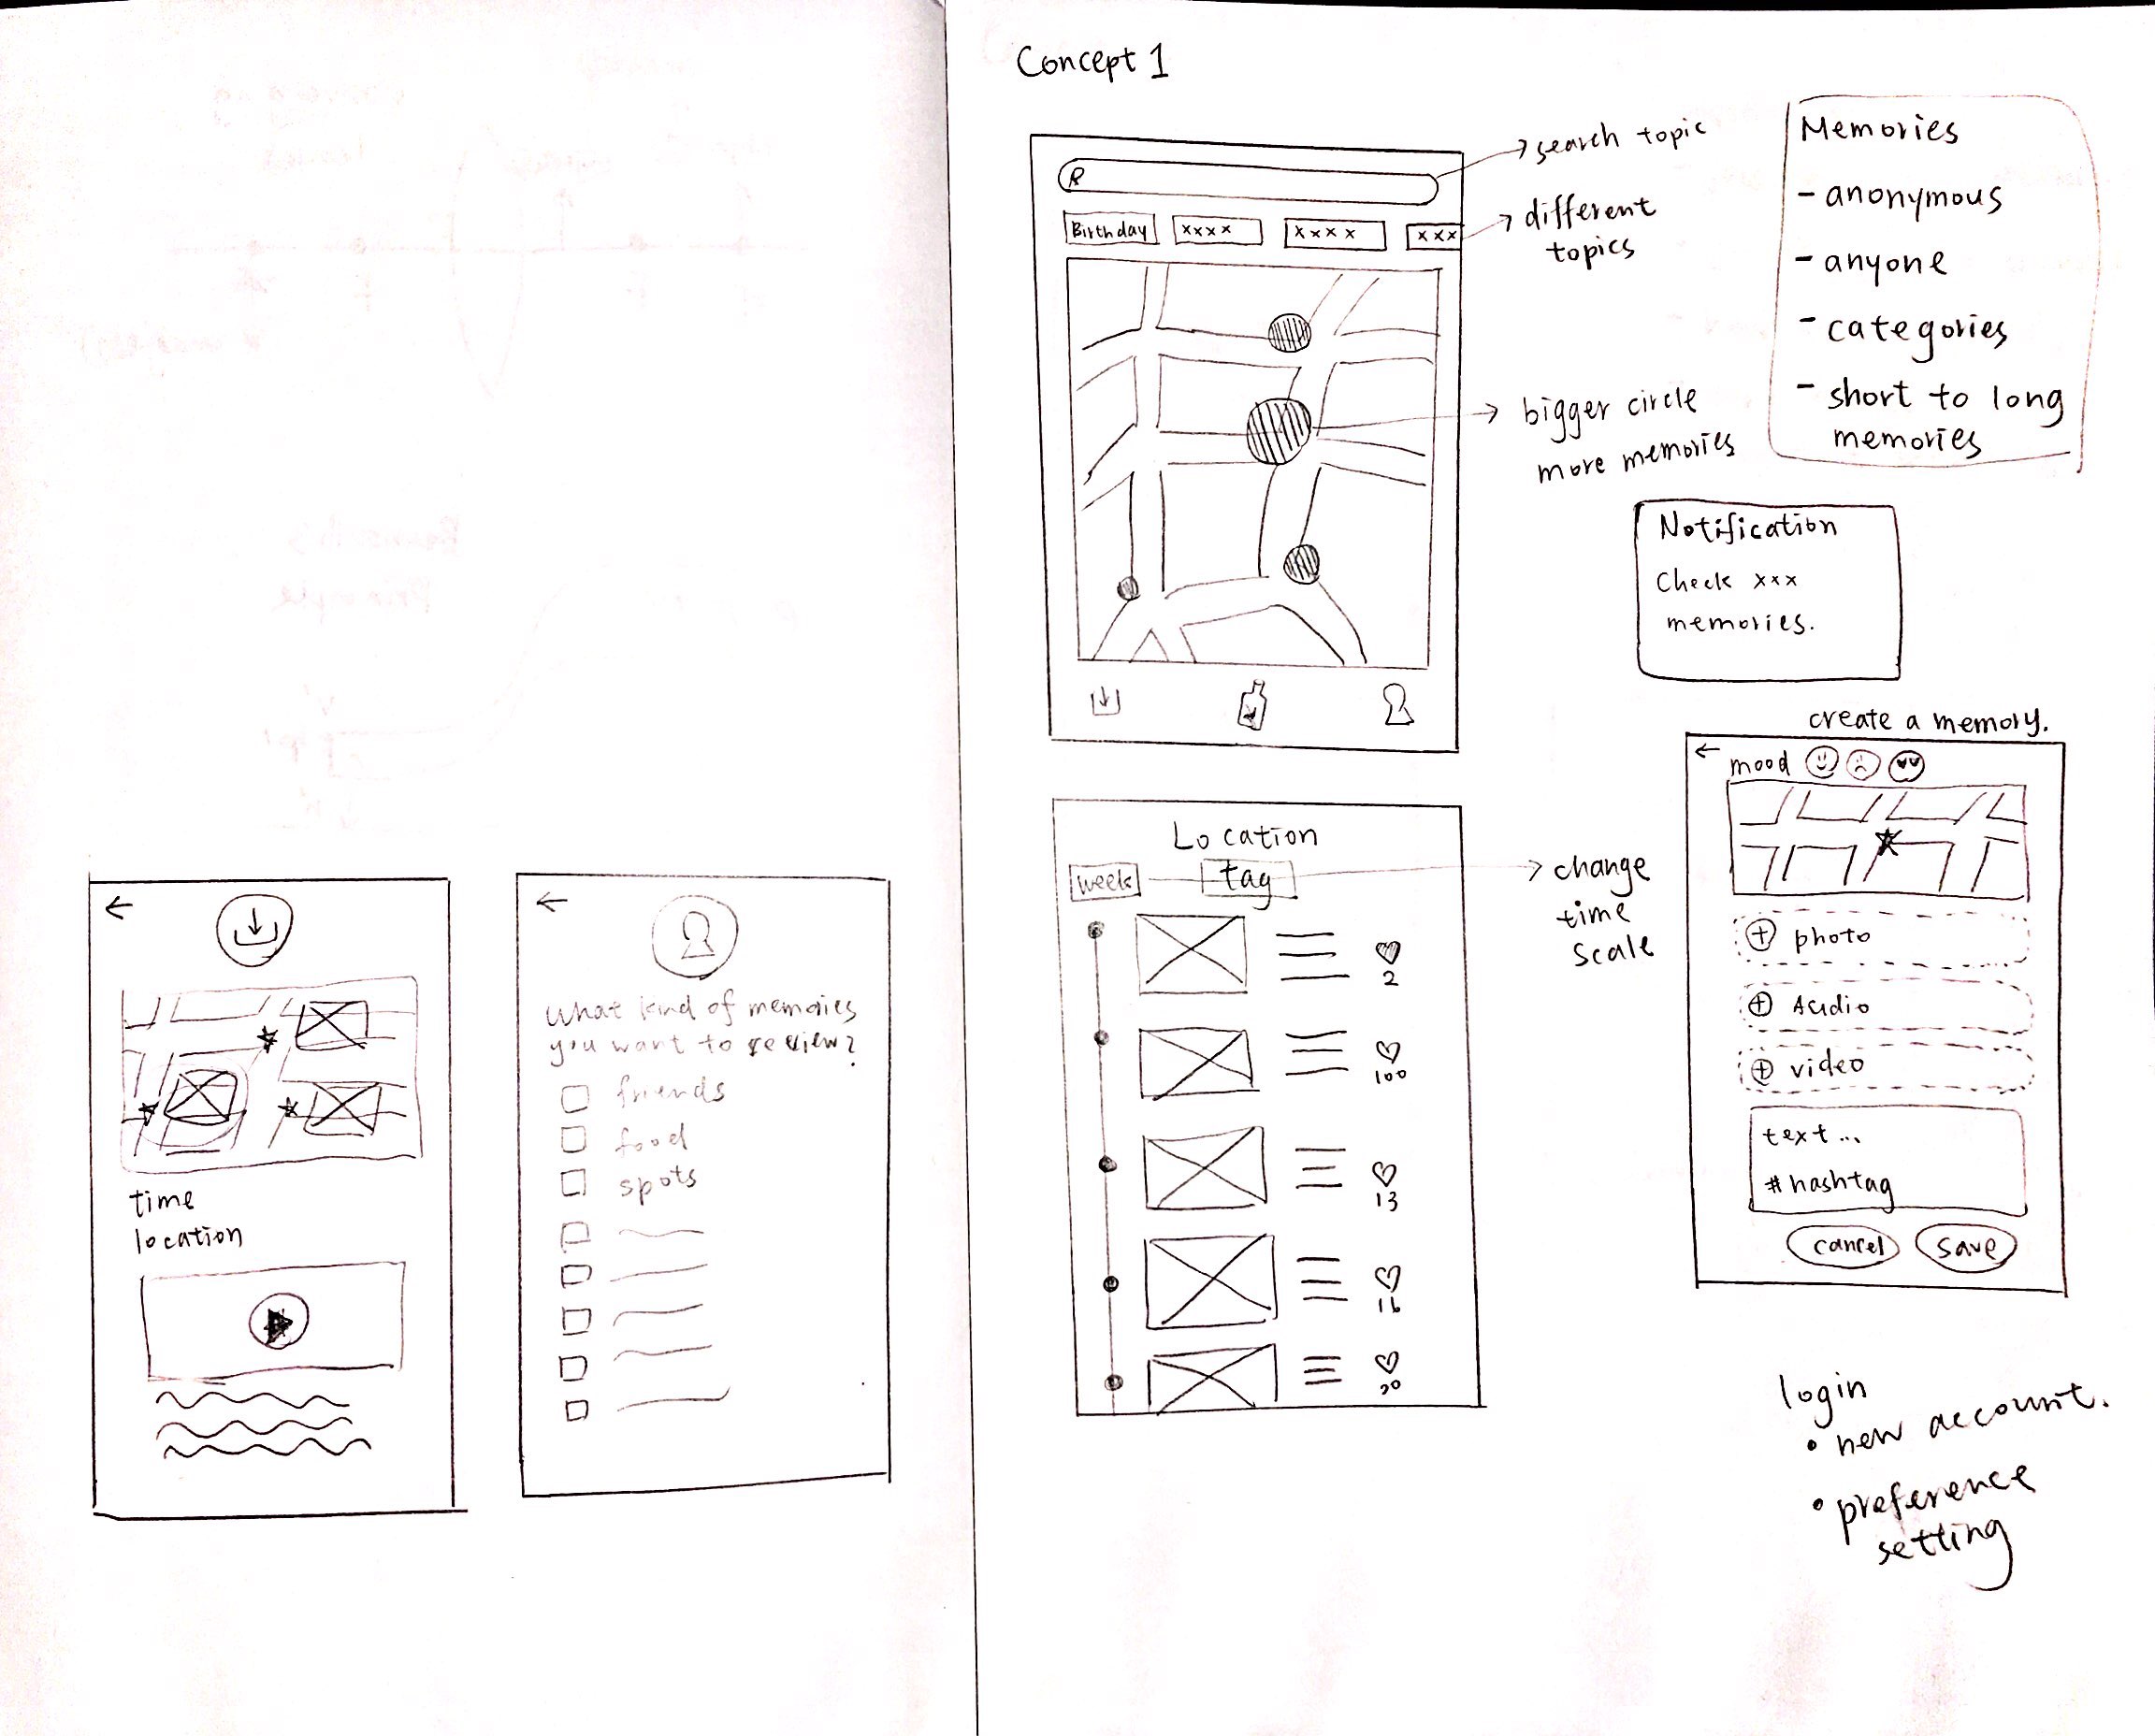 time
location
What kind of memories
you want to review?
friends
food
spots
Concept 1
search topic
Birthday xxxx xxxx xxx
different
topics
bigger circle
more memories
Memories
- anonymous
- anyone
- categories
- short to long
memories
Notification
Check xxx
memories.
Location
week tag
change
time
scale
2
100
13
16
30
create a memory.
mood
photo
Audio
video
text...
#hashtag
cancel save
login
• new account.
• preference
setting